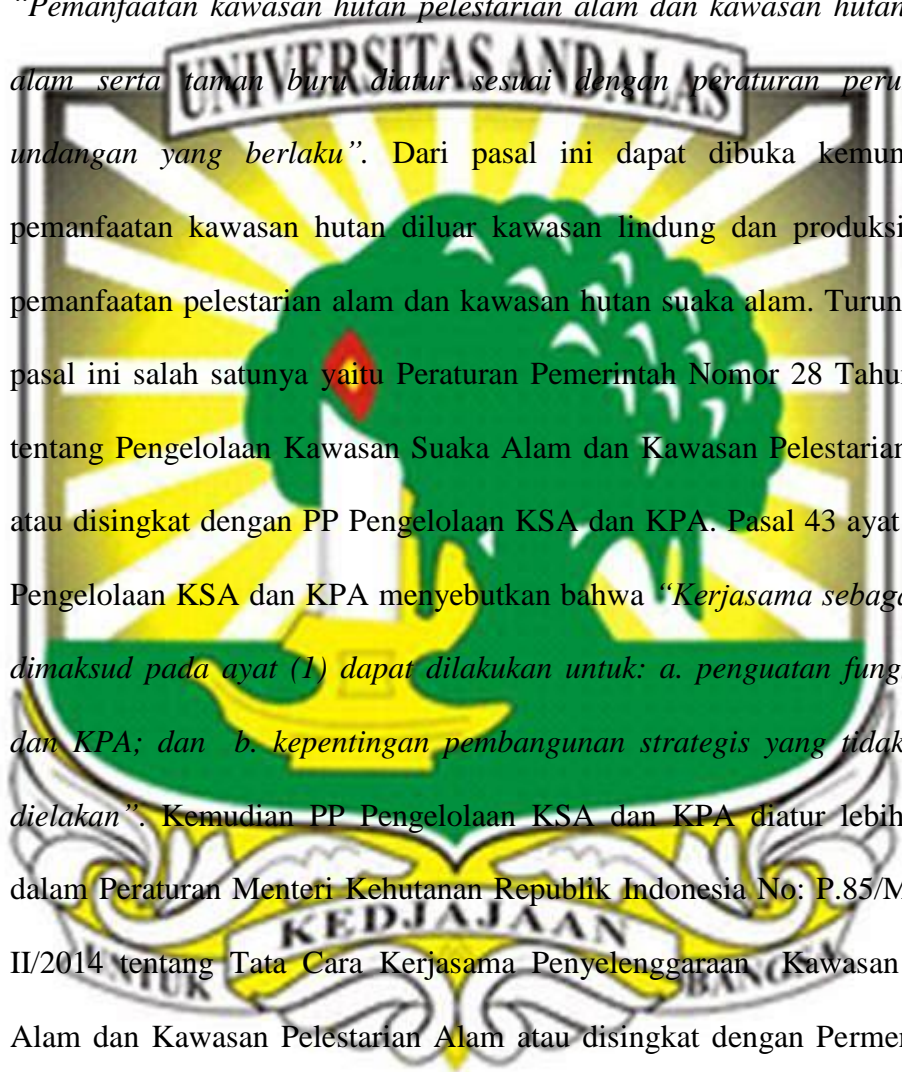 “Pemanfaatan kawasan hutan pelestarian alam dan kawasan hutan
UNIVERSITAS ANDALAS
alam serta taman buru diatur sesuai dengan peraturan peru
undangan yang berlaku”. Dari pasal ini dapat dibuka kemun
pemanfaatan kawasan hutan diluar kawasan lindung dan produksi
pemanfaatan pelestarian alam dan kawasan hutan suaka alam. Turun
pasal ini salah satunya yaitu Peraturan Pemerintah Nomor 28 Tahun
tentang Pengelolaan Kawasan Suaka Alam dan Kawasan Pelestarian
atau disingkat dengan PP Pengelolaan KSA dan KPA. Pasal 43 ayat
Pengelolaan KSA dan KPA menyebutkan bahwa “Kerjasama sebaga
dimaksud pada ayat (1) dapat dilakukan untuk: a. penguatan fung
dan KPA; dan b. kepentingan pembangunan strategis yang tidak
dielakan”. Kemudian PP Pengelolaan KSA dan KPA diatur lebih
dalam Peraturan Menteri Kehutanan Republik Indonesia No: P.85/M
KEDJAJAAN
II/2014 tentang Tata Cara Kerjasama Penyelenggaraan Kawasan
UNTUK BANGSA
Alam dan Kawasan Pelestarian Alam atau disingkat dengan Permen